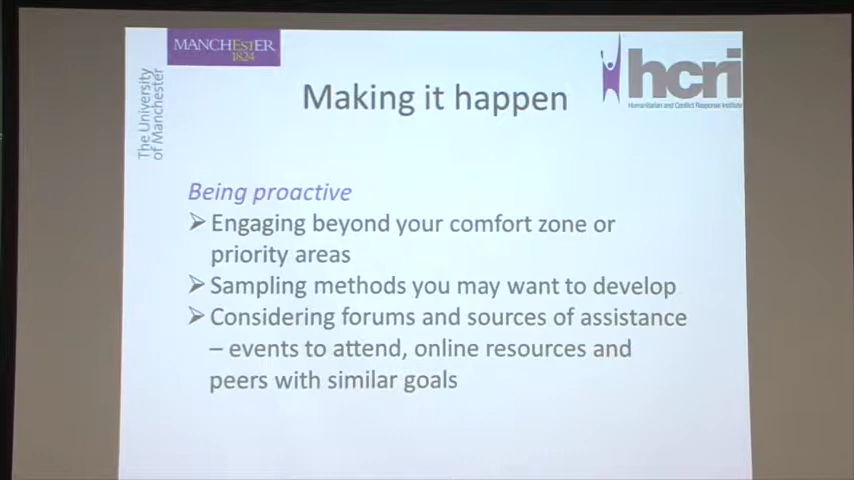 MANCHESTER
1824
The University
of Manchester
hcri
Humanitarian and Conflict Response Institute
Making it happen
Being proactive
➢ Engaging beyond your comfort zone or
priority areas
➢ Sampling methods you may want to develop
➢ Considering forums and sources of assistance
– events to attend, online resources and
peers with similar goals